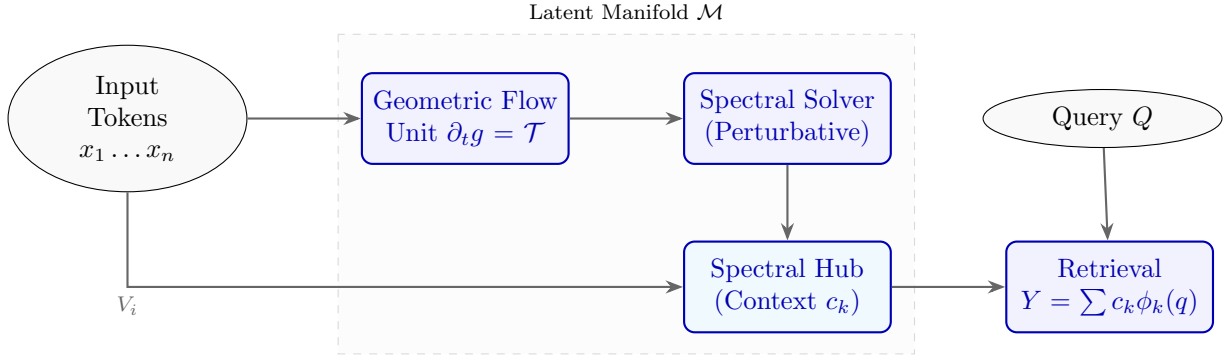 Latent Manifold ℳ
Input
Tokens
x₁ … xₙ
Geometric Flow
Unit ∂ₜg = 𝒯
Spectral Solver
(Perturbative)
Query Q
Spectral Hub
(Context cₖ)
Retrieval
Y = ∑ cₖϕₖ(q)
Vᵢ